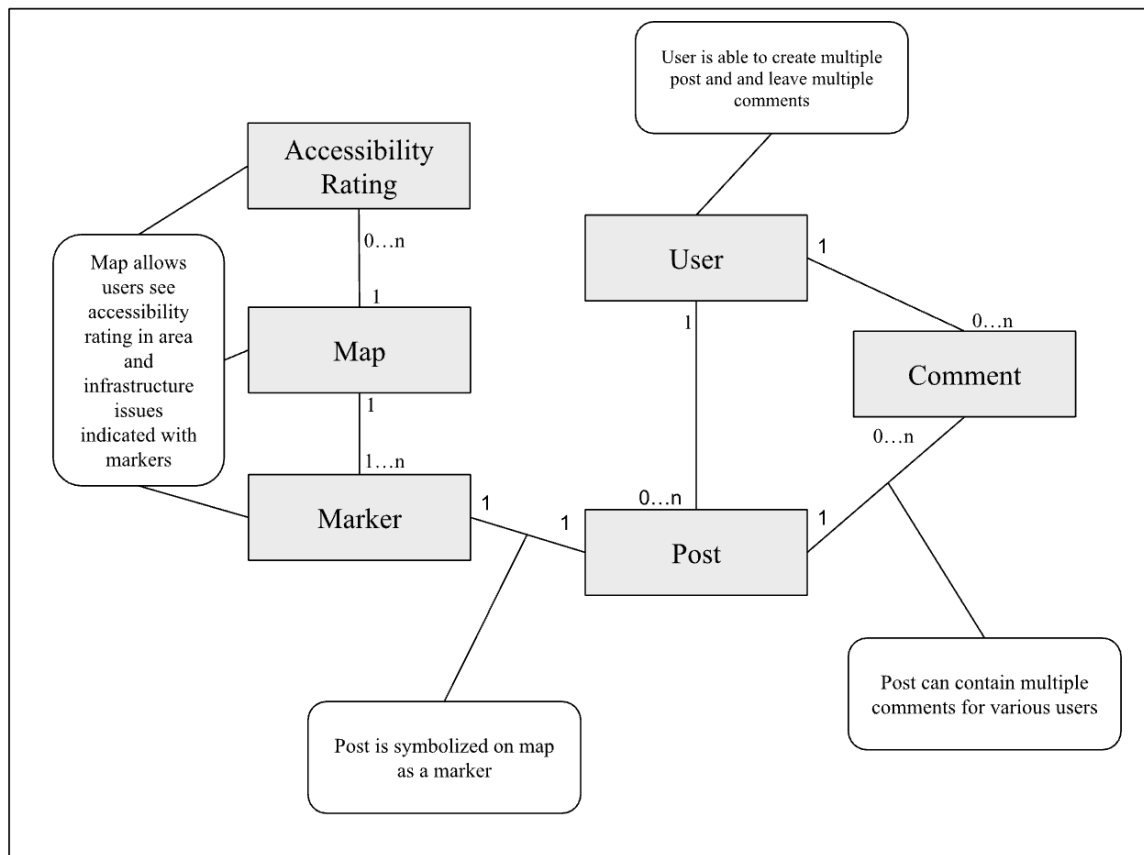 User is able to create multiple
post and and leave multiple
comments
Accessibility
Rating
0…n
1
Map allows
users see
accessibility
rating in area
and
infrastructure
issues
indicated with
markers
Map
1
1…n
Marker
1
User
1
1
0…n
Comment
0…n
0…n
1
Post
1
Post is symbolized on map
as a marker
Post can contain multiple
comments for various users